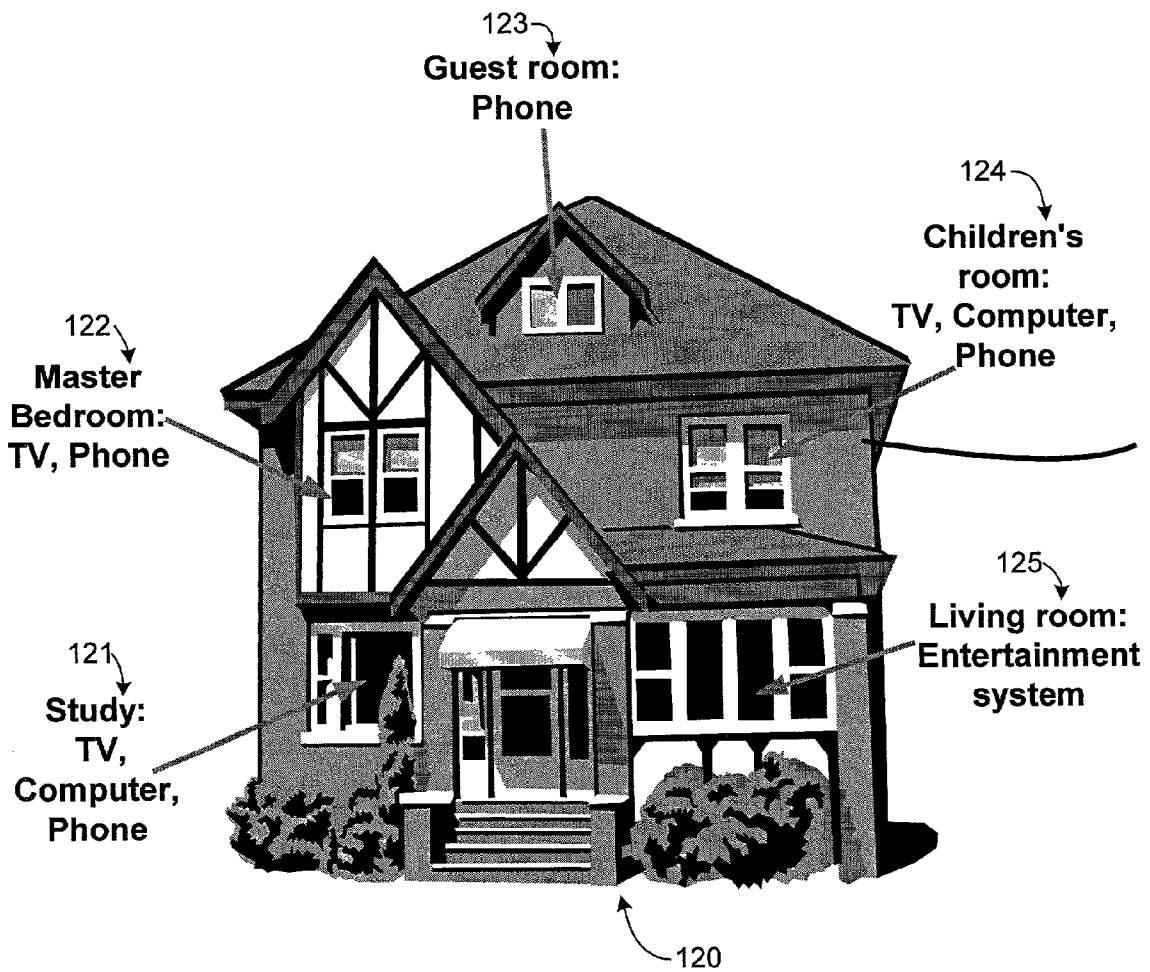 123
Guest room:
Phone
124
Children's
room:
TV, Computer,
Phone
122
Master
Bedroom:
TV, Phone
125
Living room:
Entertainment
system
121
Study:
TV,
Computer,
Phone
120